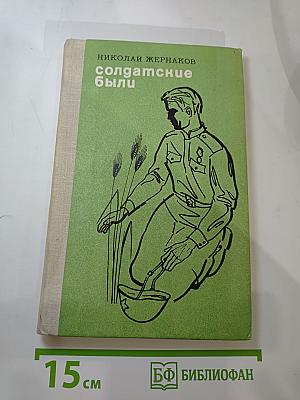 НИКОЛАЙ ЖЕРНАКОВ
солдатские
были
15 см
БФ БИБЛИОФАН